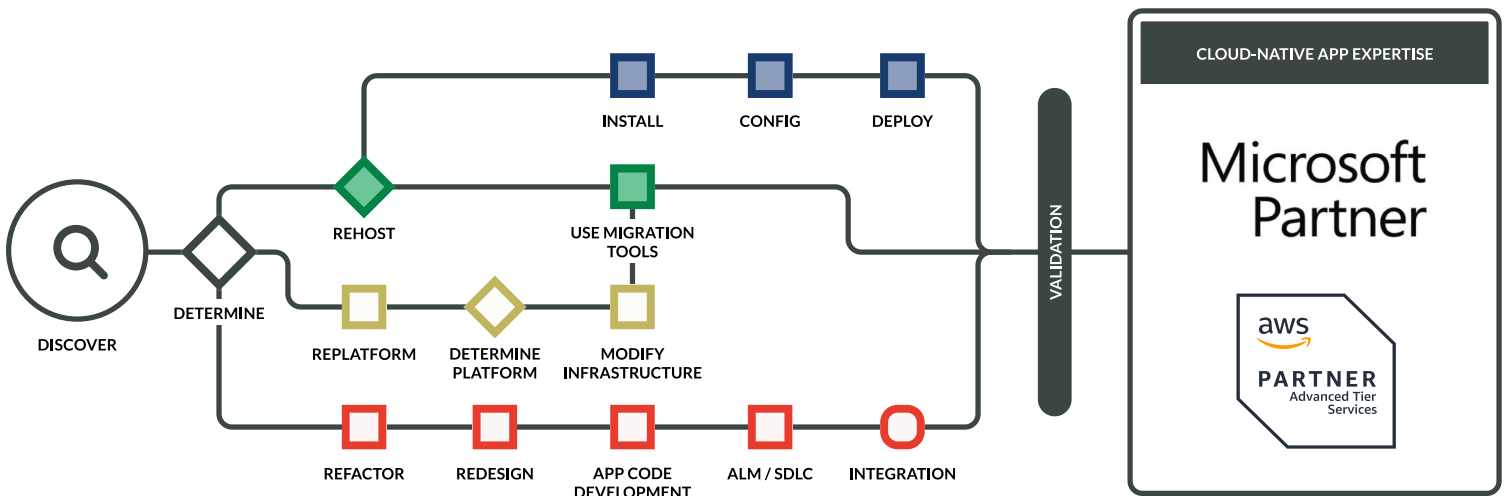 INSTALL
CONFIG
DEPLOY
REHOST
USE MIGRATION
TOOLS
DISCOVER
DETERMINE
REPLATFORM
DETERMINE
PLATFORM
MODIFY
INFRASTRUCTURE
REFACTOR
REDESIGN
APP CODE
DEVELOPMENT
ALM / SDLC
INTEGRATION
VALIDATION
CLOUD-NATIVE APP EXPERTISE
Microsoft
Partner
aws
PARTNER
Advanced Tier
Services